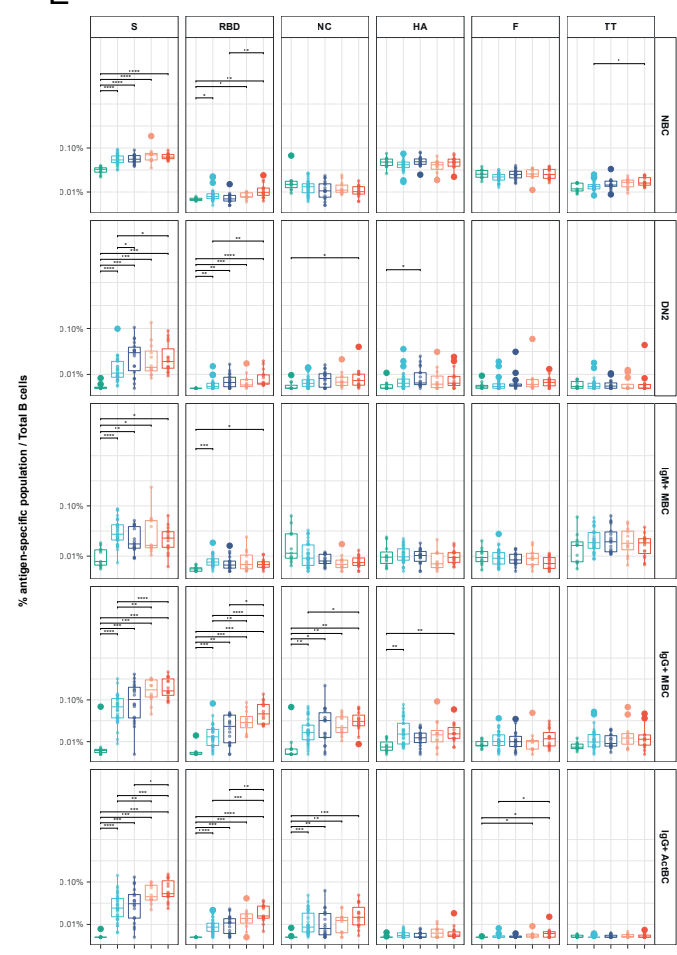 S RBD NC HA F TT
NBC
0.10%
0.01%
DN2
0.10%
0.01%
% antigen-specific population / Total B cells
IgM+ MBC
0.10%
0.01%
IgG+ MBC
0.10%
0.01%
IgG+ ActBC
0.10%
0.01%